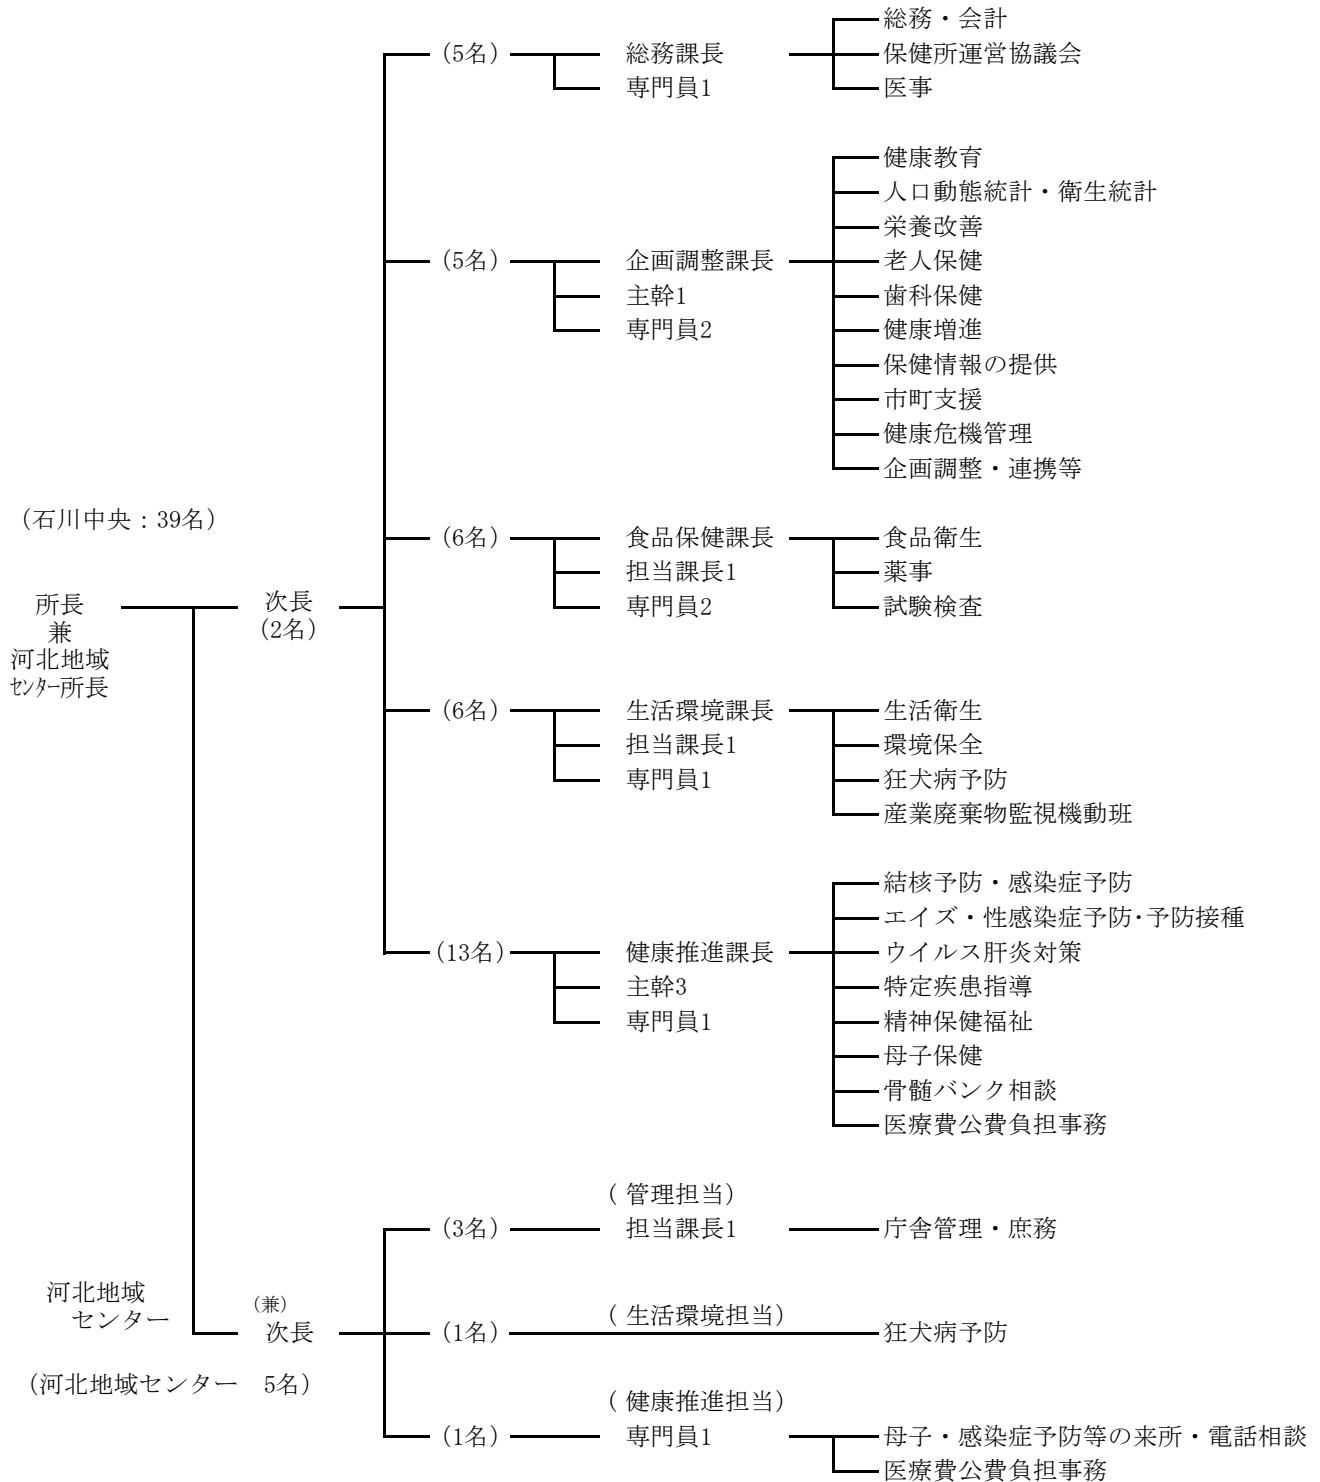 総務・会計
(5名) 総務課長 保健所運営協議会
専門員1 医事
健康教育
人口動態統計・衛生統計
栄養改善
(5名) 企画調整課長 老人保健
主幹1 歯科保健
専門員2 健康増進
保健情報の提供
市町支援
健康危機管理
企画調整・連携等
(石川中央：39名)
(6名) 食品保健課長 食品衛生
担当課長1 薬事
専門員2 試験検査
所長
兼
河北地域
ｾﾝﾀｰ所長
次長
(2名)
(6名) 生活環境課長 生活衛生
担当課長1 環境保全
専門員1 狂犬病予防
産業廃棄物監視機動班
結核予防・感染症予防
エイズ・性感染症予防･予防接種
(13名) 健康推進課長 ウイルス肝炎対策
主幹3 特定疾患指導
専門員1 精神保健福祉
母子保健
骨髄バンク相談
医療費公費負担事務
(管理担当)
(3名) 担当課長1 庁舎管理・庶務
河北地域
センター
(兼)
次長
(生活環境担当)
(1名) 狂犬病予防
(河北地域センター　5名)
(健康推進担当)
(1名) 専門員1 母子・感染症予防等の来所・電話相談
医療費公費負担事務